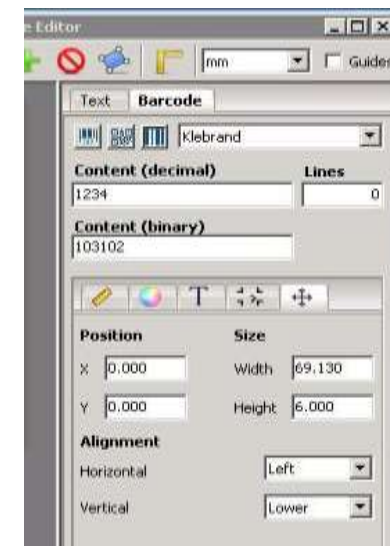 e Editor
mm
Guides
Text Barcode
Klebrand
Content (decimal) Lines
1234 0
Content (binary)
103102
T
Position Size
X 0.000 Width 69.130
Y 0.000 Height 6.000
Alignment
Horizontal Left
Vertical Lower